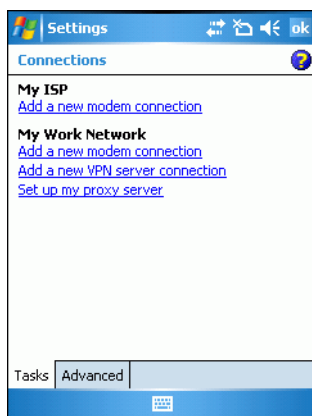 Settings ok
Connections
My ISP
Add a new modem connection
My Work Network
Add a new modem connection
Add a new VPN server connection
Set up my proxy server
Tasks Advanced